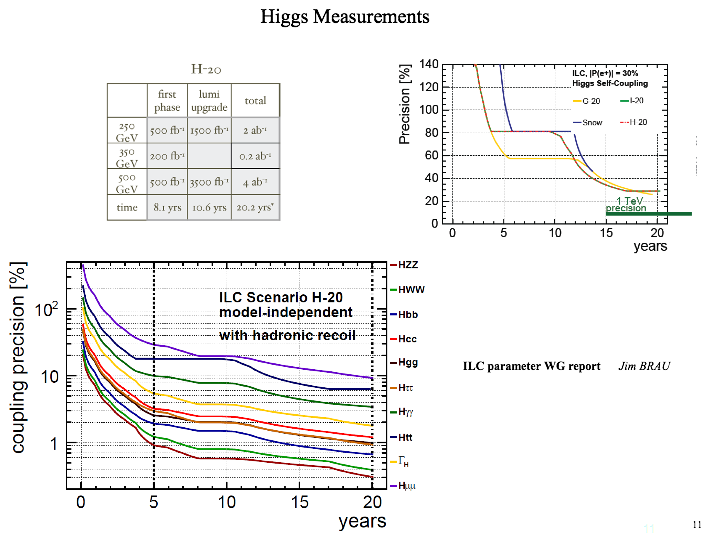 Higgs Measurements
H-20
first phase lumi upgrade total
250 GeV 500 fb⁻¹ 1500 fb⁻¹ 2 ab⁻¹
350 GeV 200 fb⁻¹ 0.2 ab⁻¹
500 GeV 500 fb⁻¹ 3500 fb⁻¹ 4 ab⁻¹
time 8.1 yrs 10.6 yrs 20.2 yrs*
Precision [%]
140
120
100
80
60
40
20
0
0 5 10 15 20
years
ILC, |P(e+)| = 30%
Higgs Self-Coupling
G 20 I-20
Snow H 20
1 TeV
precision
coupling precision [%]
10²
10
1
0 5 10 15 20
years
ILC Scenario H-20
model-independent
with hadronic recoil
HZZ
HWW
Hbb
Hcc
Hgg
Hττ
Hγγ
Htt
Γ_H
Hμμ
ILC parameter WG report Jim BRAU
11